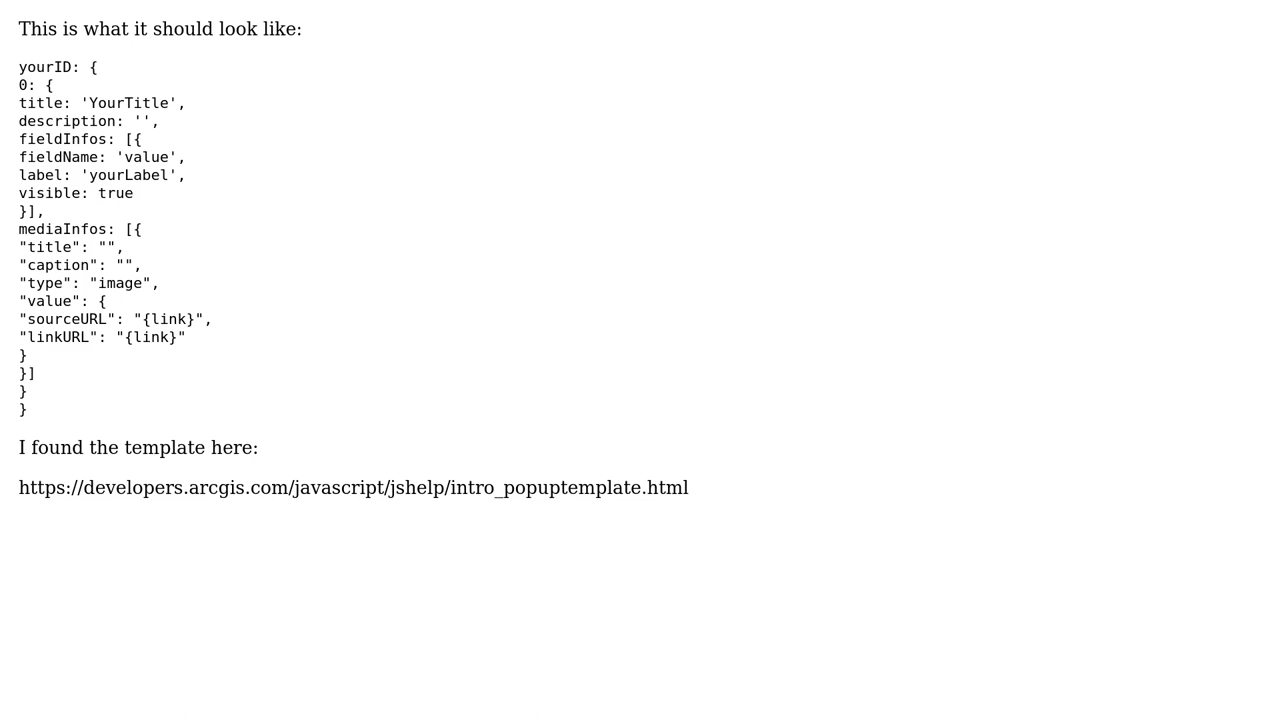 This is what it should look like:
yourID: {
0: {
title: 'YourTitle',
description: '',
fieldInfos: [{
fieldName: 'value',
label: 'yourLabel',
visible: true
}],
mediaInfos: [{
"title": "",
"caption": "",
"type": "image",
"value": {
"sourceURL": "{link}",
"linkURL": "{link}"
}
}]
}
}
I found the template here:
https://developers.arcgis.com/javascript/jshelp/intro_popuptemplate.html